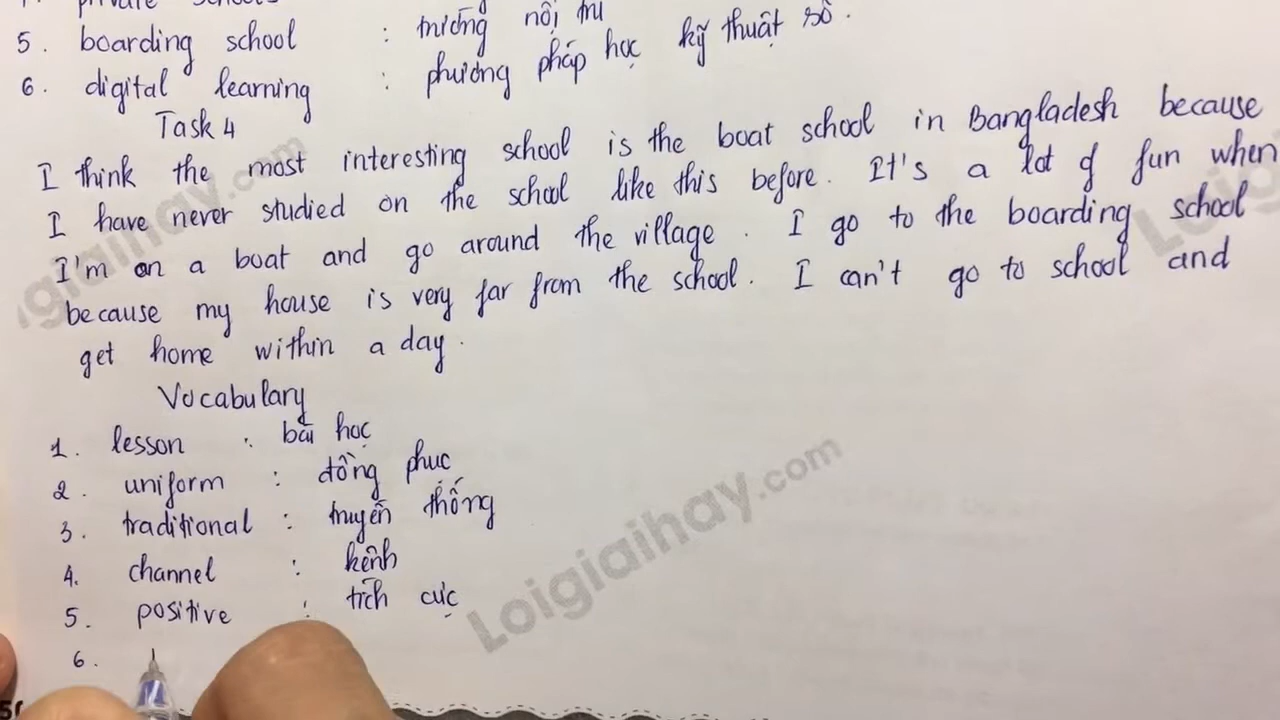 private schools
5. boarding school : trường nội trú
6. digital learning : phương pháp học kỹ thuật số.
Task 4
I think the most interesting school is the boat school in Bangladesh because
I have never studied on the school like this before. It's a lot of fun when
I'm on a boat and go around the village. I go to the boarding school
because my house is very far from the school. I can't go to school and
get home within a day.
Vocabulary
1. lesson : bài học
2. uniform : đồng phục
3. traditional : truyền thống
4. channel : kênh
5. positive : tích cực
6.
Loigiaihay.com